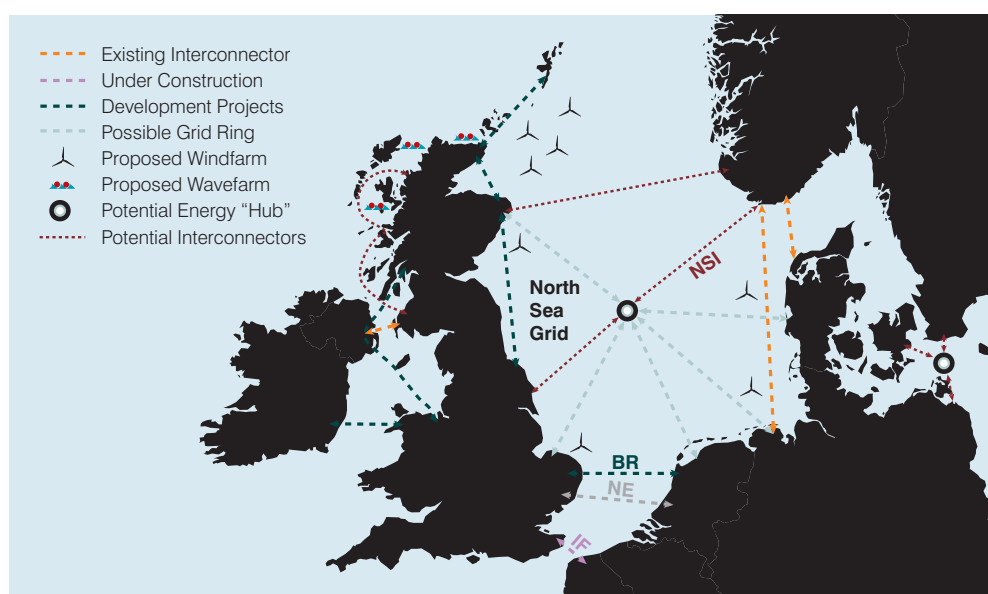 Existing Interconnector
Under Construction
Development Projects
Possible Grid Ring
Proposed Windfarm
Proposed Wavefarm
Potential Energy “Hub”
Potential Interconnectors
NSI
North
Sea
Grid
BR
NE
IF